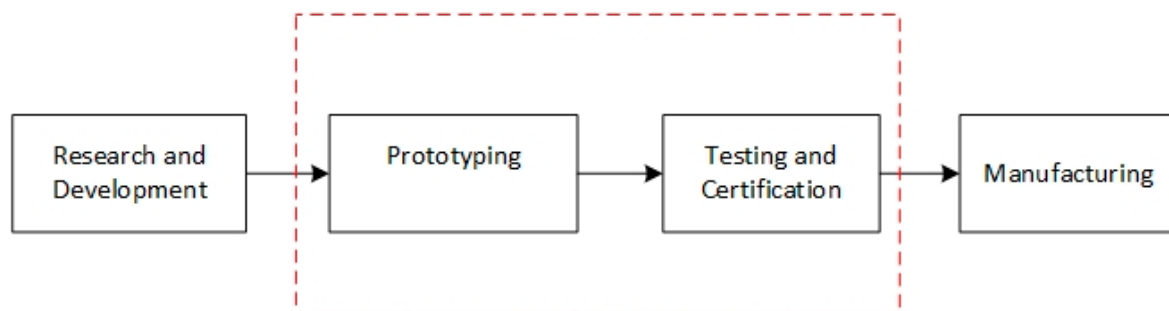 Research and
Development
Prototyping
Testing and
Certification
Manufacturing